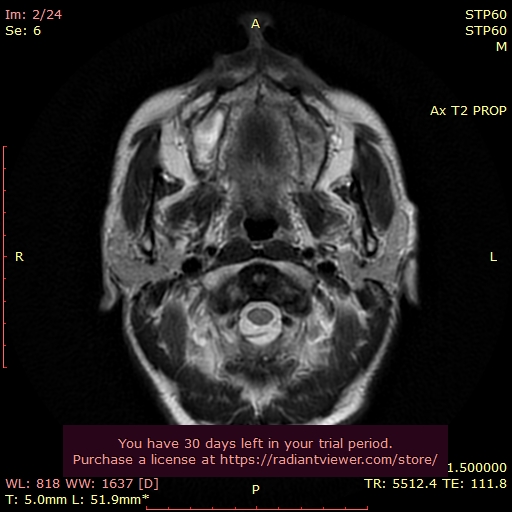 Im: 2/24
Se: 6
A
STP60
STP60
M
Ax T2 PROP
R
L
You have 30 days left in your trial period.
Purchase a license at https://radiantviewer.com/store/
1.500000
WL: 818 WW: 1637 [D]
T: 5.0mm L: 51.9mm*
P
TR: 5512.4 TE: 111.8